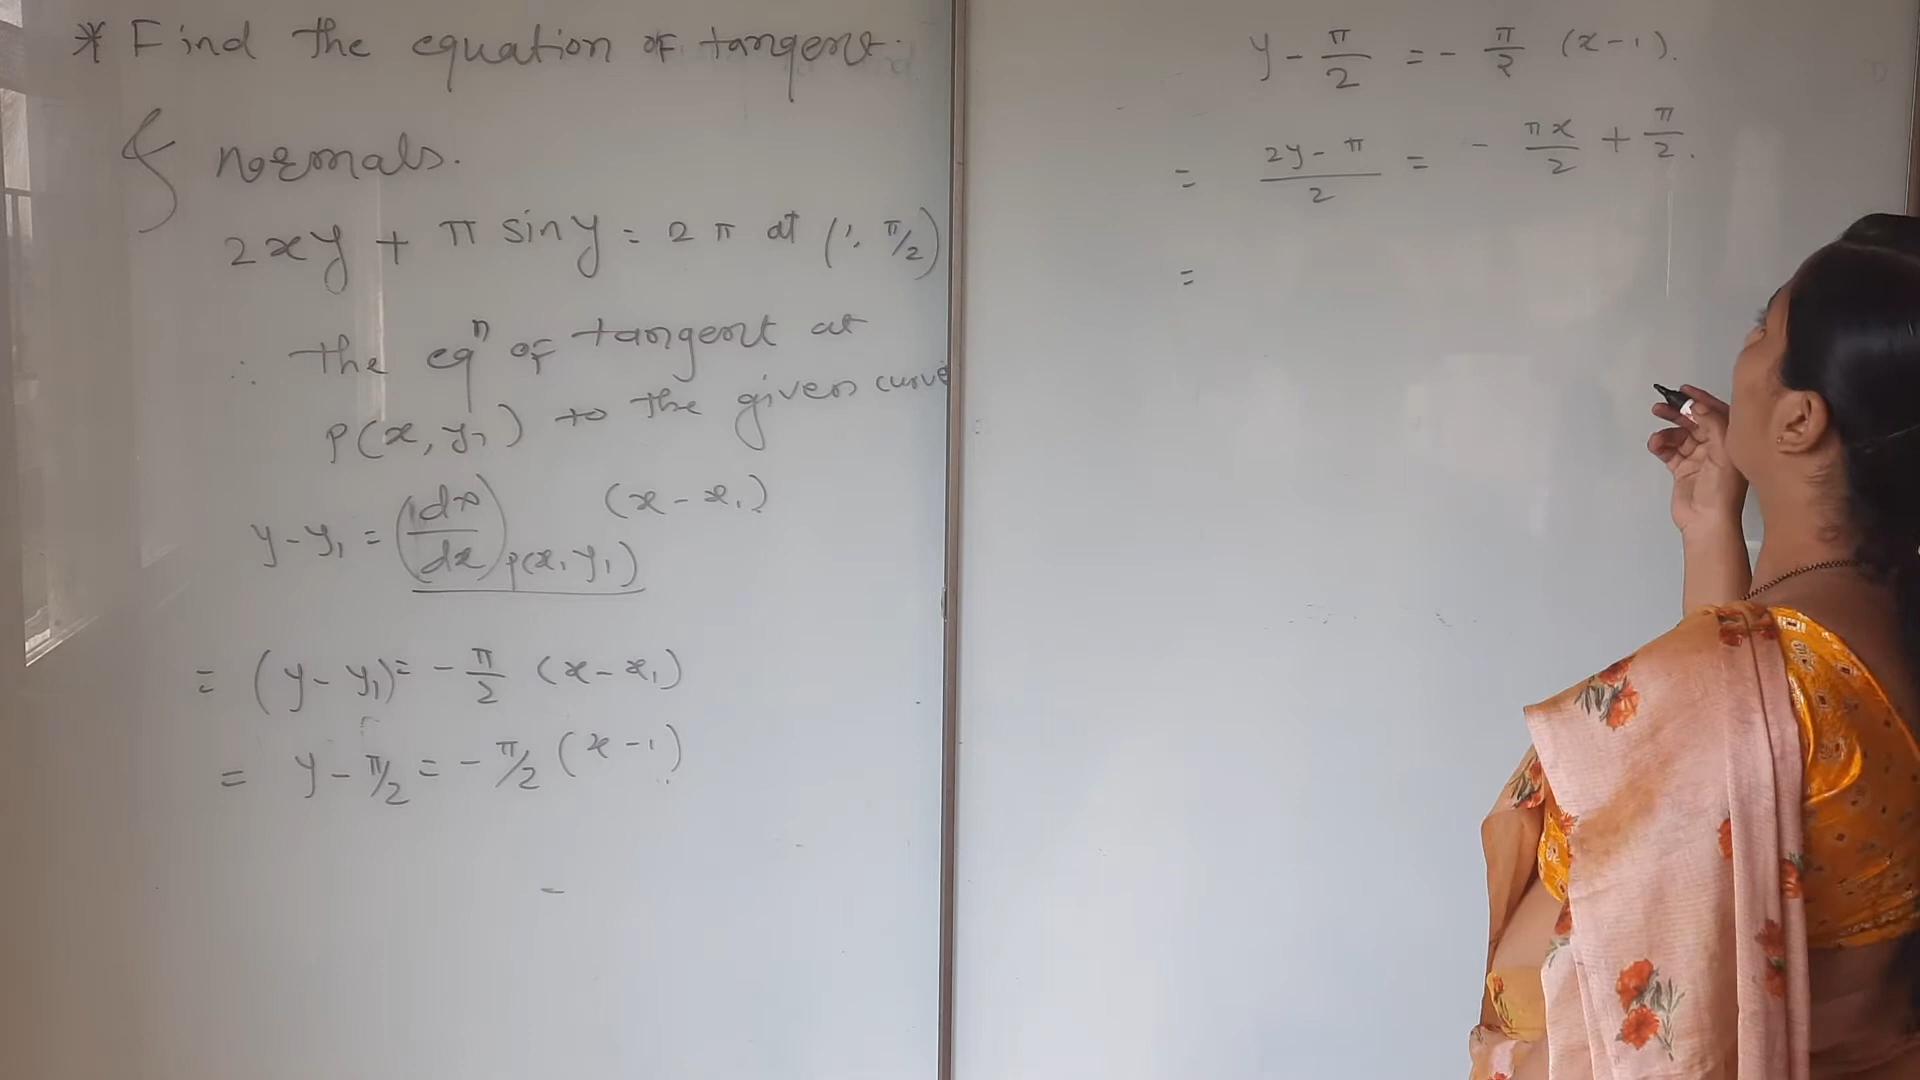 * Find the equation of tangent.
& normals.
2xy + π sin y = 2π at (1, π/2)
∴ the eqⁿ of tangent at
P(x, y₁) to the given curve
y - y₁ = (dy/dx)P(x₁ y₁) (x - x₁)
= (y - y₁) = - π/2 (x - x₁)
= y - π/2 = - π/2 (x - 1)
=
y - π/2 = - π/2 (x - 1).
= 2y - π/2 = - πx/2 + π/2.
=